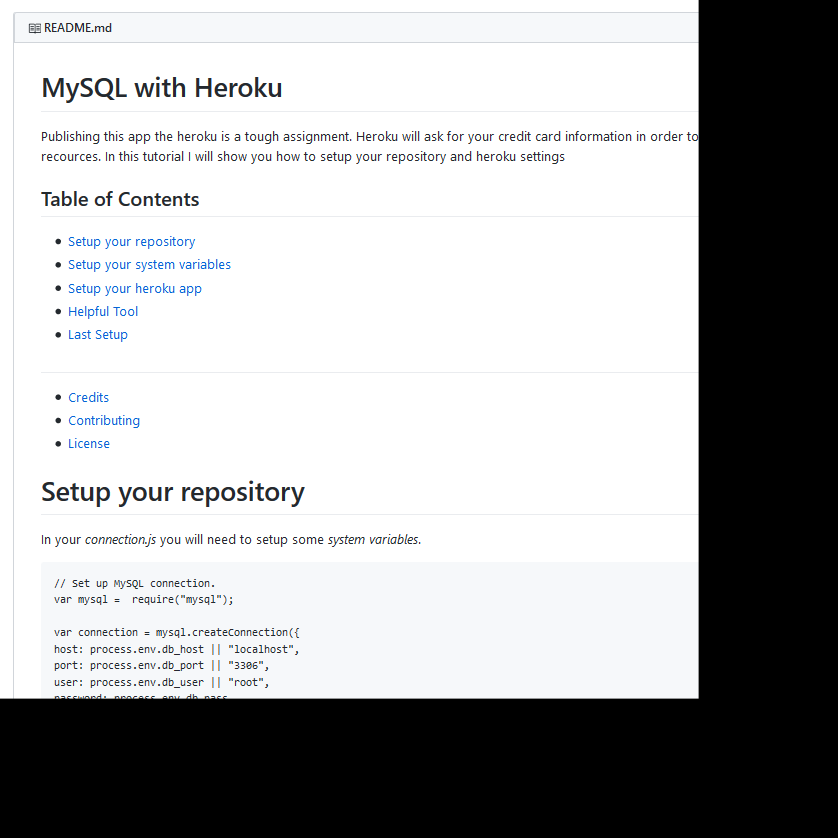 README.md
MySQL with Heroku
Publishing this app the heroku is a tough assignment. Heroku will ask for your credit card information in order to
recources. In this tutorial I will show you how to setup your repository and heroku settings
Table of Contents
Setup your repository
Setup your system variables
Setup your heroku app
Helpful Tool
Last Setup
Credits
Contributing
License
Setup your repository
In your connection.js you will need to setup some system variables.
// Set up MySQL connection.
var mysql =  require("mysql");
var connection = mysql.createConnection({
host: process.env.db_host || "localhost",
port: process.env.db_port || "3306",
user: process.env.db_user || "root",
password: process.env.db_pass